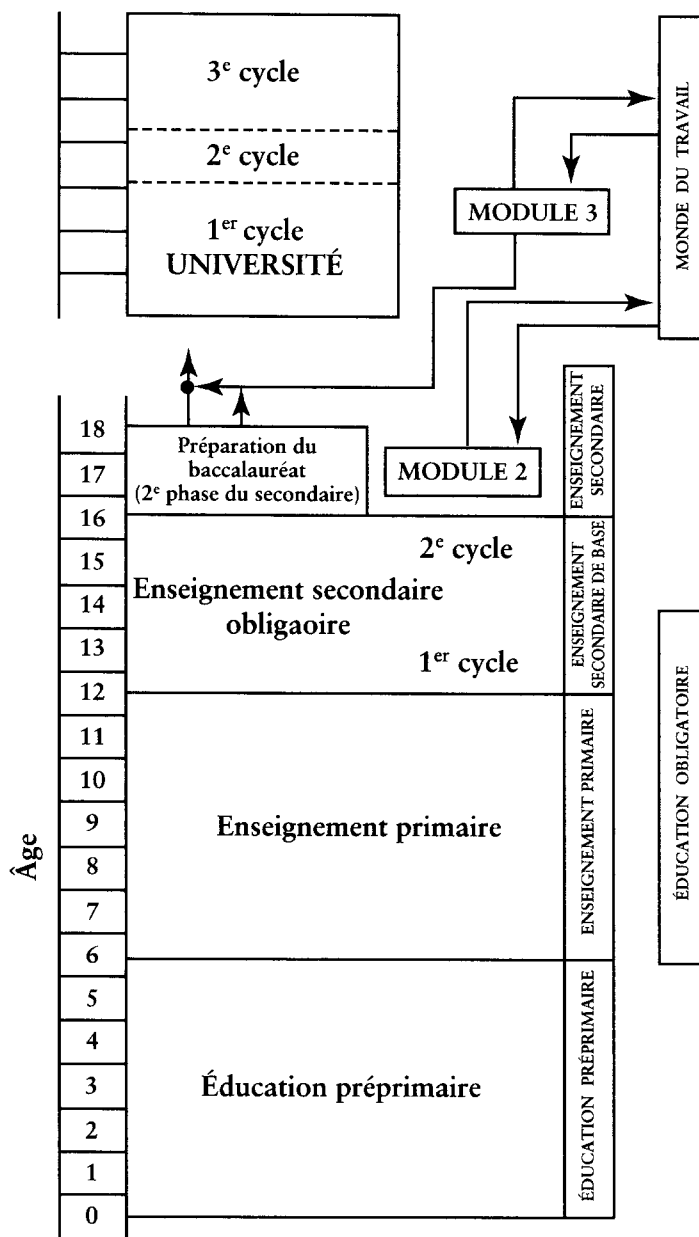 3e cycle
2e cycle
1er cycle
UNIVERSITÉ
MODULE 3
MONDE DU TRAVAIL
18
17
16
15
14
13
12
11
10
9
8
7
6
5
4
3
2
1
0
Âge
Préparation du
baccalauréat
(2e phase du secondaire)
MODULE 2
ENSEIGNEMENT
SECONDAIRE
2e cycle
Enseignement secondaire
obligaoire
1er cycle
ENSEIGNEMENT
SECONDAIRE DE BASE
Enseignement primaire
ENSEIGNEMENT PRIMAIRE
ÉDUCATION OBLIGATOIRE
Éducation préprimaire
ÉDUCATION PRÉPRIMAIRE